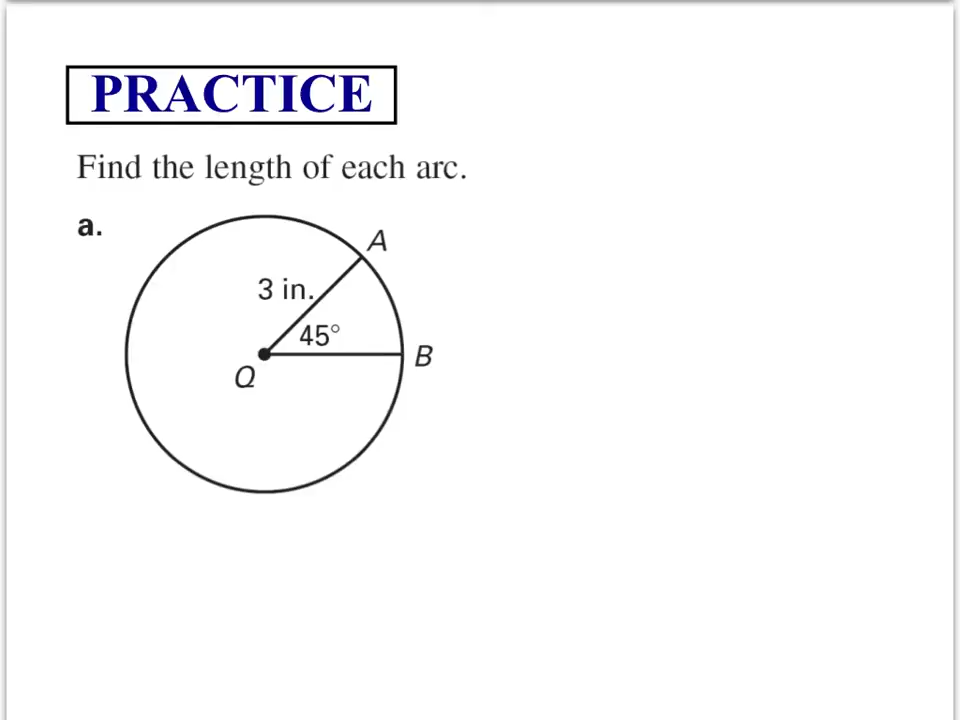 PRACTICE
Find the length of each arc.
a.
A
3 in.
45°
B
Q